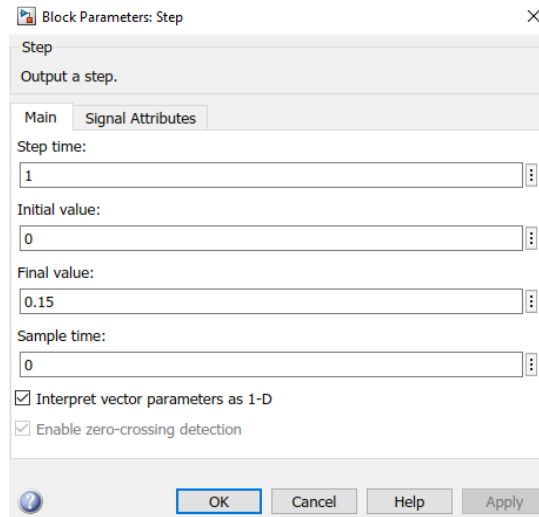 Block Parameters: Step
Step
Output a step.
Main Signal Attributes
Step time:
1
Initial value:
0
Final value:
0.15
Sample time:
0
Interpret vector parameters as 1-D
Enable zero-crossing detection
? OK Cancel Help Apply